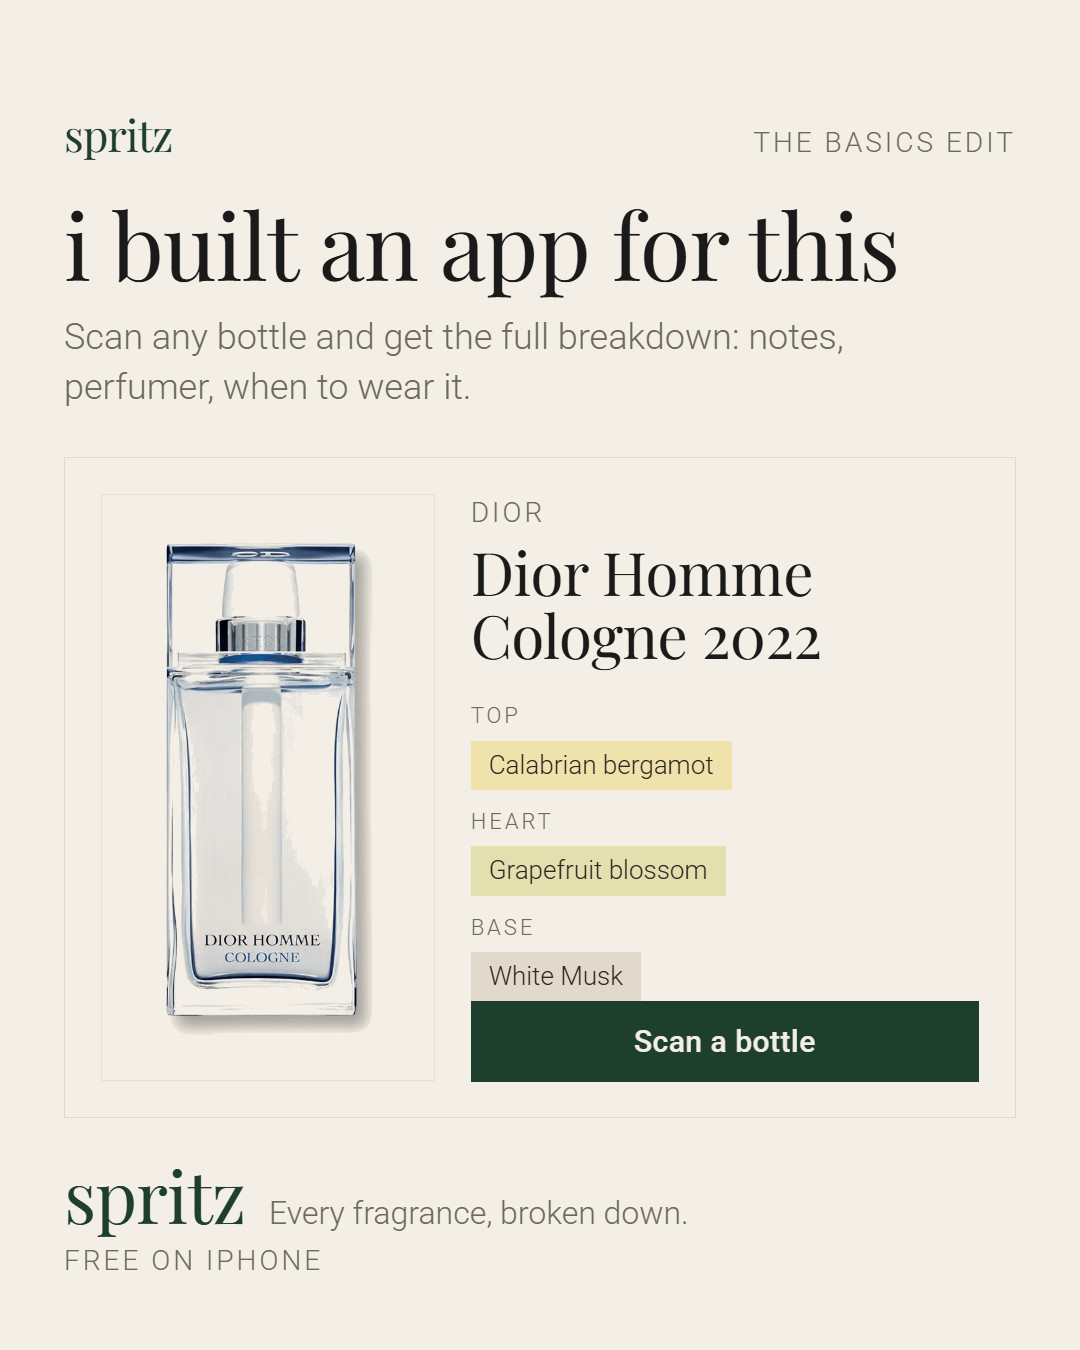 spritz
THE BASICS EDIT
i built an app for this
Scan any bottle and get the full breakdown: notes,
perfumer, when to wear it.
DIOR
Dior Homme
Cologne 2022
TOP
Calabrian bergamot
HEART
Grapefruit blossom
BASE
White Musk
Scan a bottle
DIOR HOMME
COLOGNE
spritz
Every fragrance, broken down.
FREE ON IPHONE